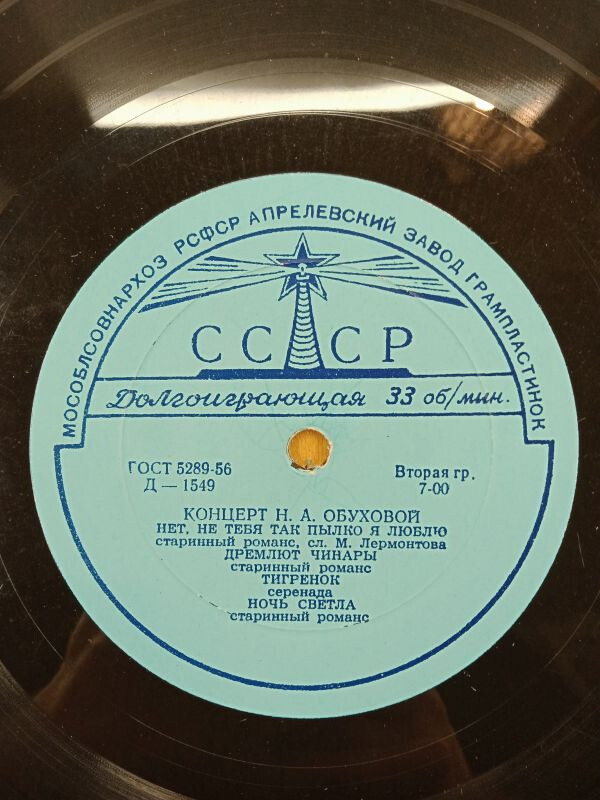 МОСОБЛСОВНАРХОЗ РСФСР АПРЕЛЕВСКИЙ ЗАВОД ГРАМПЛАСТИНОК
СССР
Долгоиграющая 33 об/мин.
ГОСТ 5289-56
Д — 1549
Вторая гр.
7-00
КОНЦЕРТ Н. А. ОБУХОВОЙ
НЕТ, НЕ ТЕБЯ ТАК ПЫЛКО Я ЛЮБЛЮ
старинный романс, сл. М. Лермонтова
ДРЕМЛЮТ ЧИНАРЫ
старинный романс
ТИГРЕНОК
серенада
НОЧЬ СВЕТЛА
старинный романс